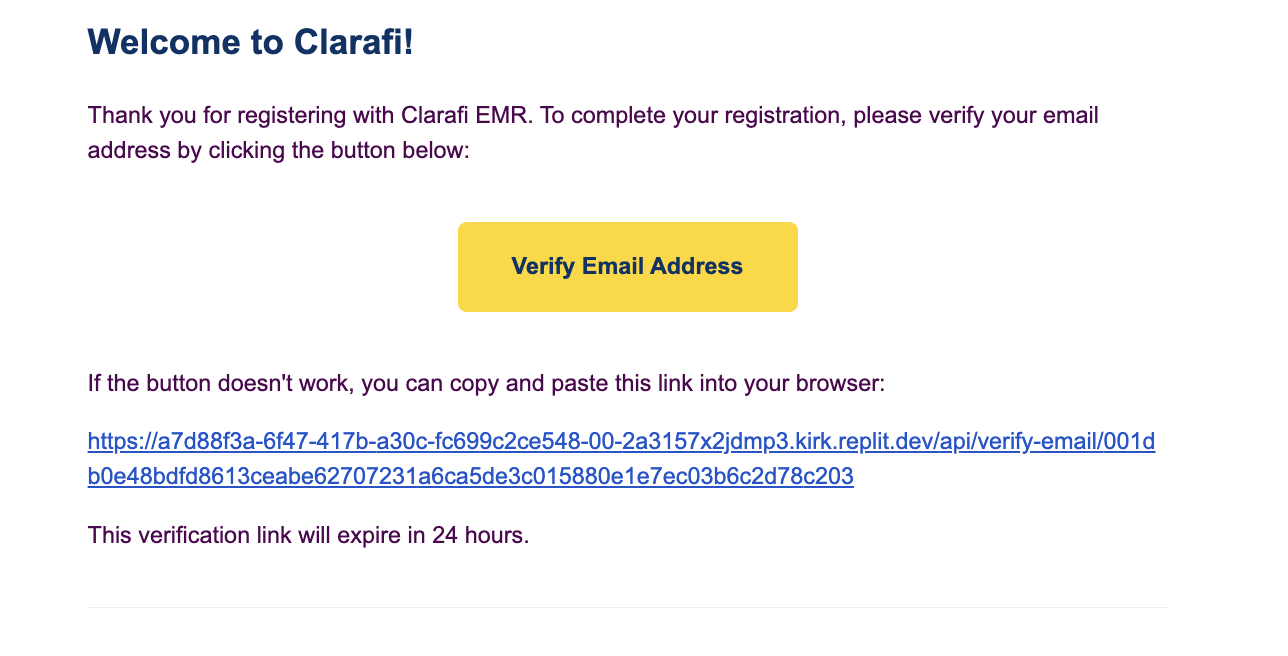 Welcome to Clarafi!
Thank you for registering with Clarafi EMR. To complete your registration, please verify your email
address by clicking the button below:
Verify Email Address
If the button doesn't work, you can copy and paste this link into your browser:
https://a7d88f3a-6f47-417b-a30c-fc699c2ce548-00-2a3157x2jdmp3.kirk.replit.dev/api/verify-email/001d
b0e48bdfd8613ceabe62707231a6ca5de3c015880e1e7ec03b6c2d78c203
This verification link will expire in 24 hours.